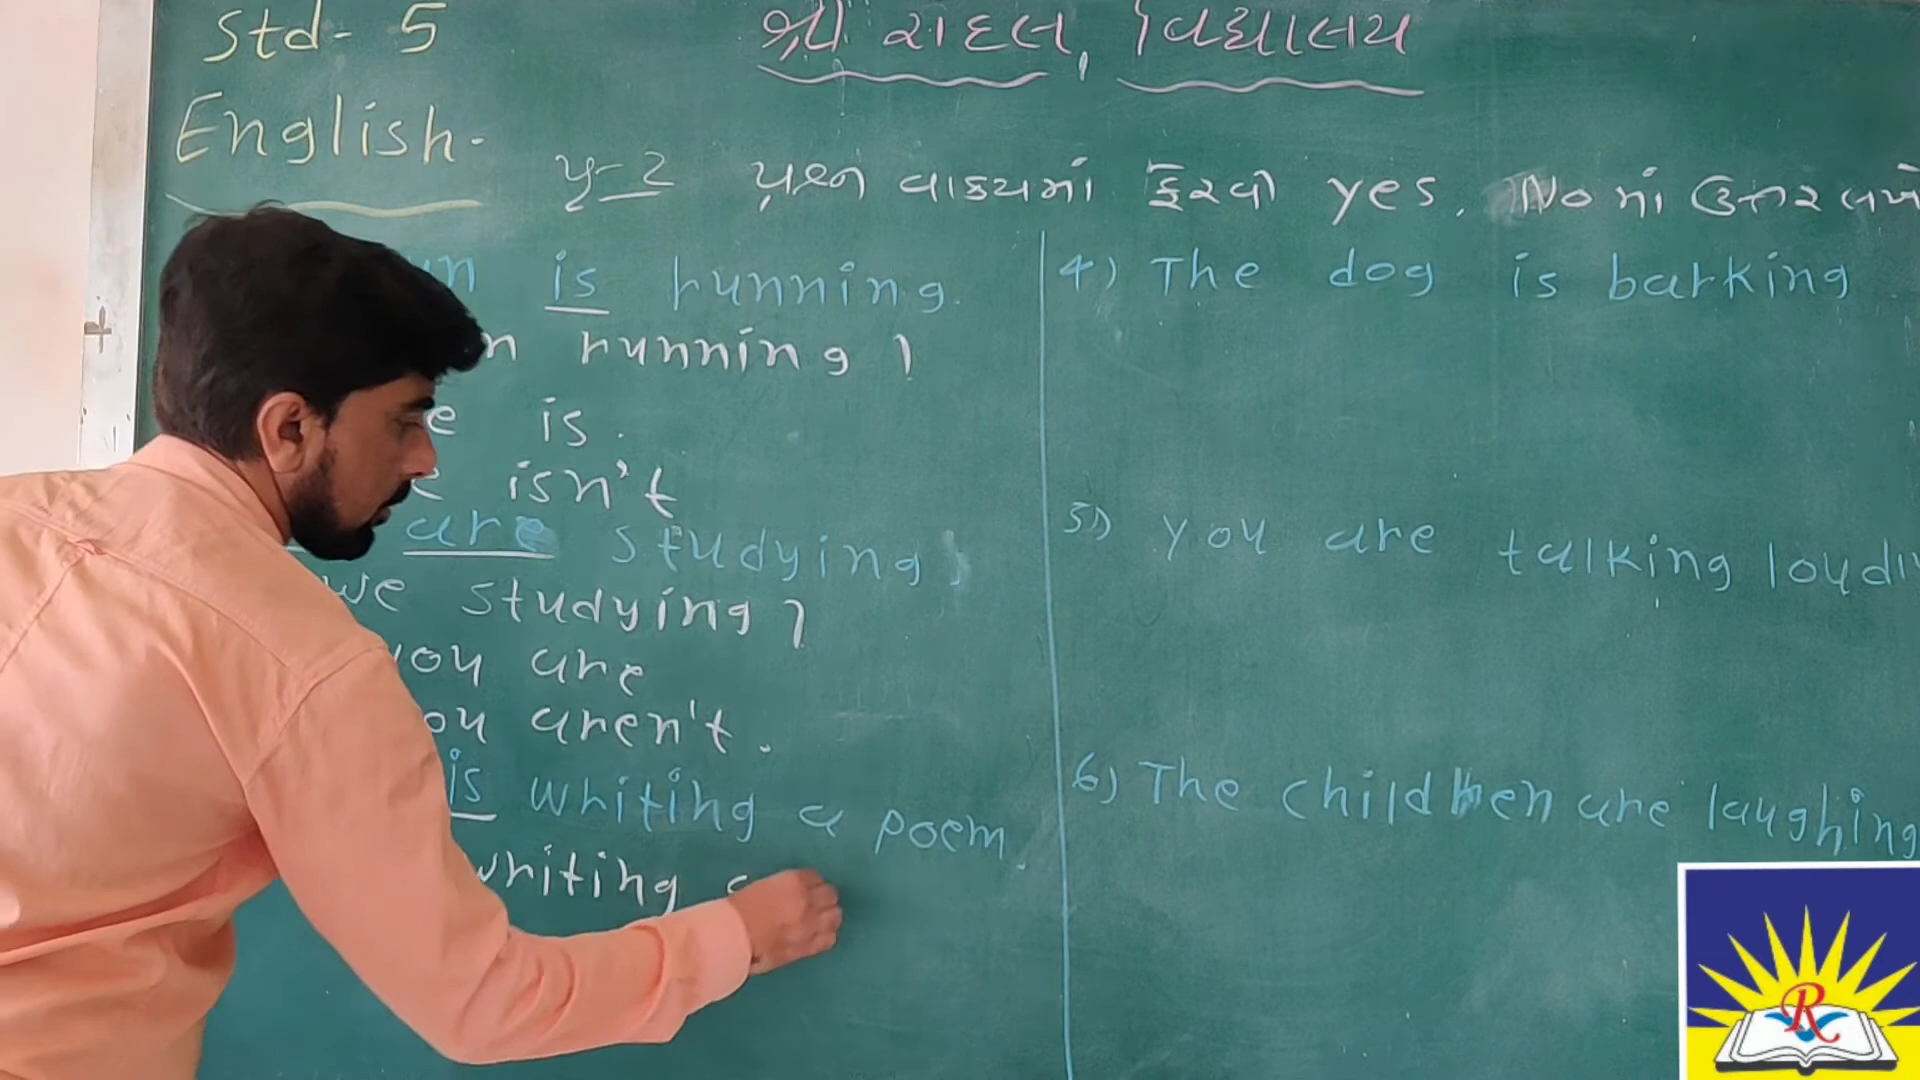 Std- 5
શ્રી રાદલ વિદ્યાલય
English-
પ્ર-2 પ્રશ્ન વાક્યમાં ફેરવી yes, No માં ઉત્તર લખો
is running.
running?
is.
isn't
are studying.
we studying?
you are
you aren't.
is writing a poem.
writing a
4) The dog is barking
5) you are talking loudly
6) The children are laughing
R